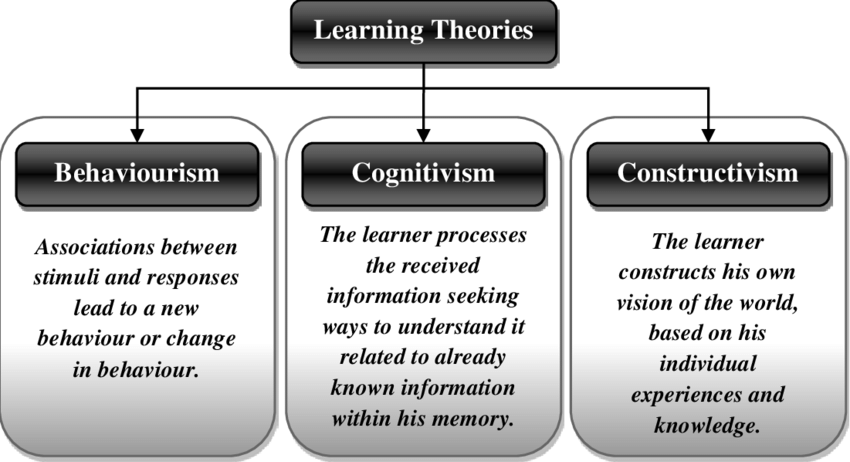 Learning Theories
Behaviourism
Associations between
stimuli and responses
lead to a new
behaviour or change
in behaviour.
Cognitivism
The learner processes
the received
information seeking
ways to understand it
related to already
known information
within his memory.
Constructivism
The learner
constructs his own
vision of the world,
based on his
individual
experiences and
knowledge.